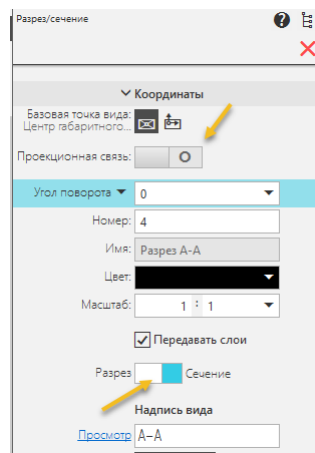 Разрез/сечение
Координаты
Базовая точка вида:
Центр габаритного...
Проекционная связь:
Угол поворота 0
Номер: 4
Имя: Разрез А-А
Цвет:
Масштаб: 1 : 1
Передавать слои
Разрез Сечение
Надпись вида
Просмотр А–А